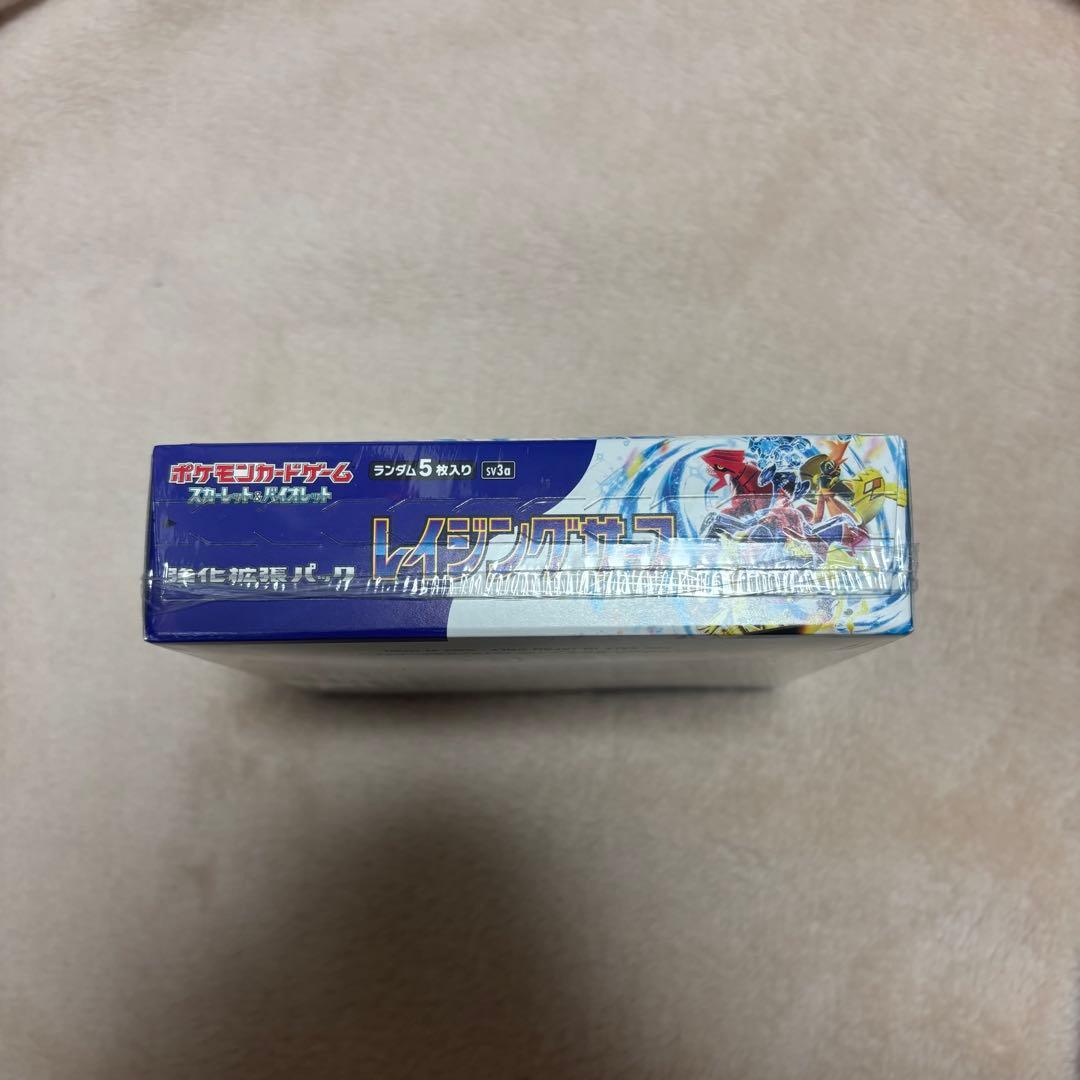 ポケモンカードゲーム
スカーレット&バイオレット
ランダム5枚入り
sv3a
強化拡張パック
レイジングサーフ